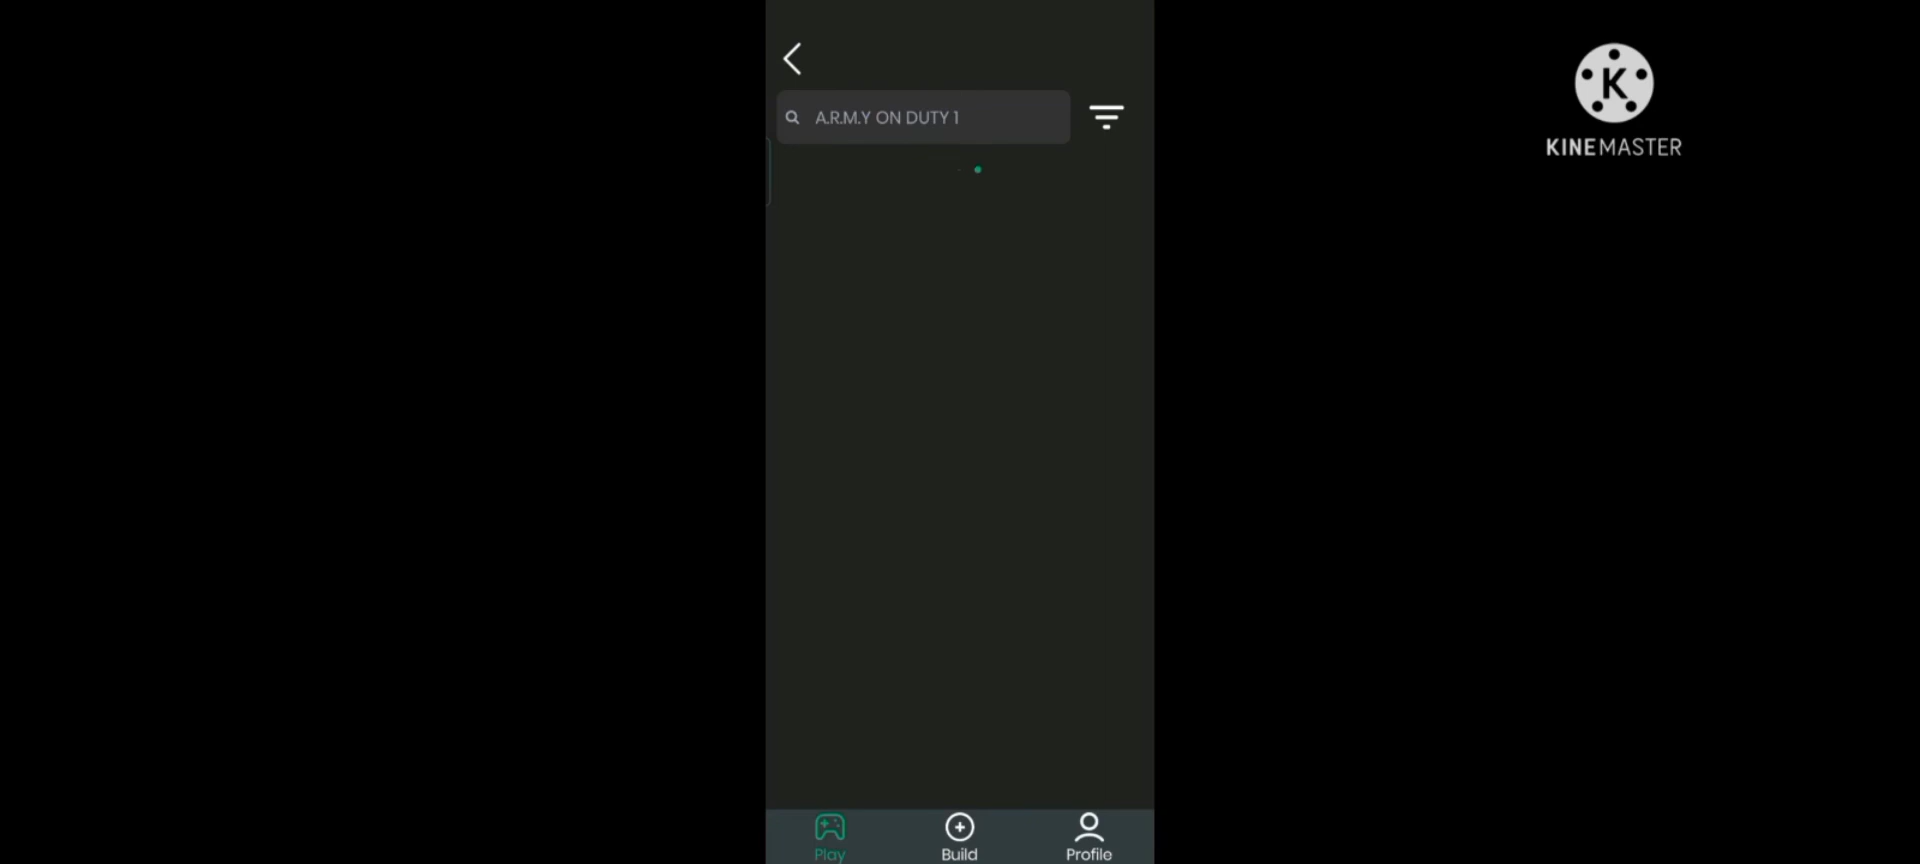 A.R.M.Y ON DUTY 1
K
KINEMASTER
Play
Build
Profile